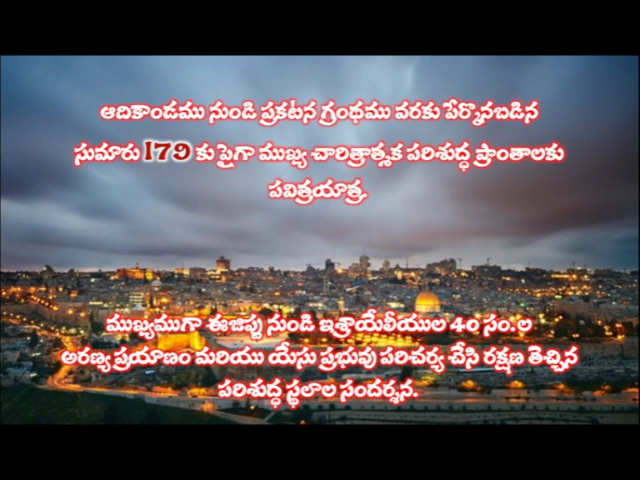 ఆదికాండము నుండి ప్రకటన గ్రంథము వరకు పేర్కొనబడిన
సుమారు 179 కు పైగా ముఖ్య చారిత్రాత్మక పరిశుద్ధ ప్రాంతాలకు
పవిత్రయాత్ర.
ముఖ్యముగా ఈజిప్టు నుండి ఇశ్రాయేలీయుల 40 సం.ల
అరణ్య ప్రయాణం మరియు యేసు ప్రభువు పరిచర్య చేసి రక్షణ తెచ్చిన
పరిశుద్ధ స్థలాల సందర్శన.